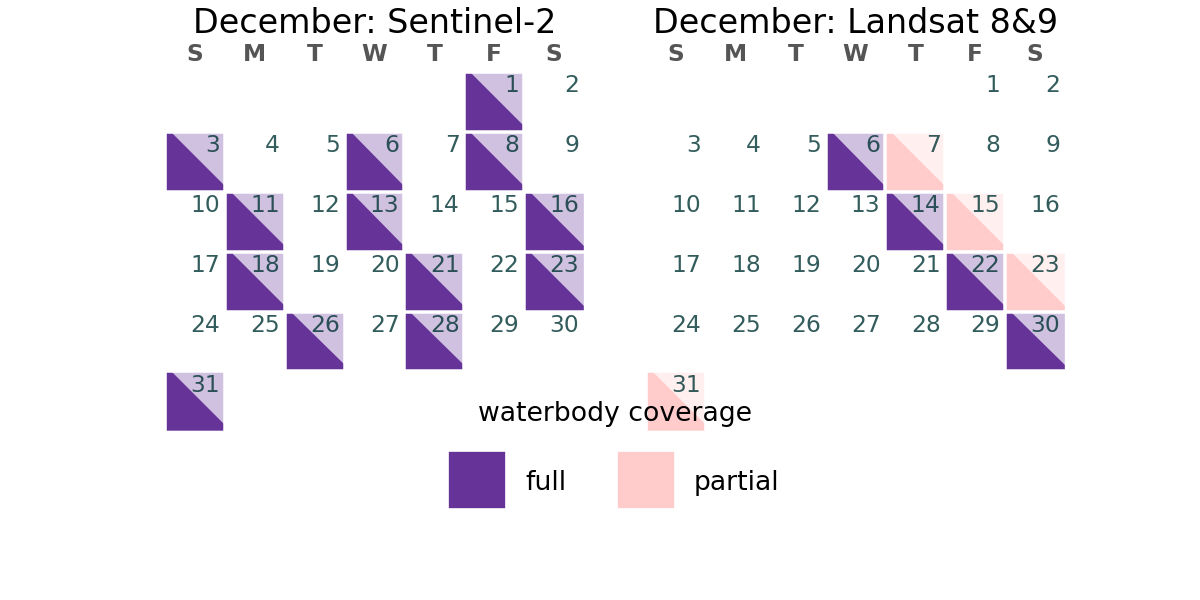 December: Sentinel-2
S M T W T F S
1 2
3 4 5 6 7 8 9
10 11 12 13 14 15 16
17 18 19 20 21 22 23
24 25 26 27 28 29 30
31
December: Landsat 8&9
S M T W T F S
1 2
3 4 5 6 7 8 9
10 11 12 13 14 15 16
17 18 19 20 21 22 23
24 25 26 27 28 29 30
31
waterbody coverage
full partial